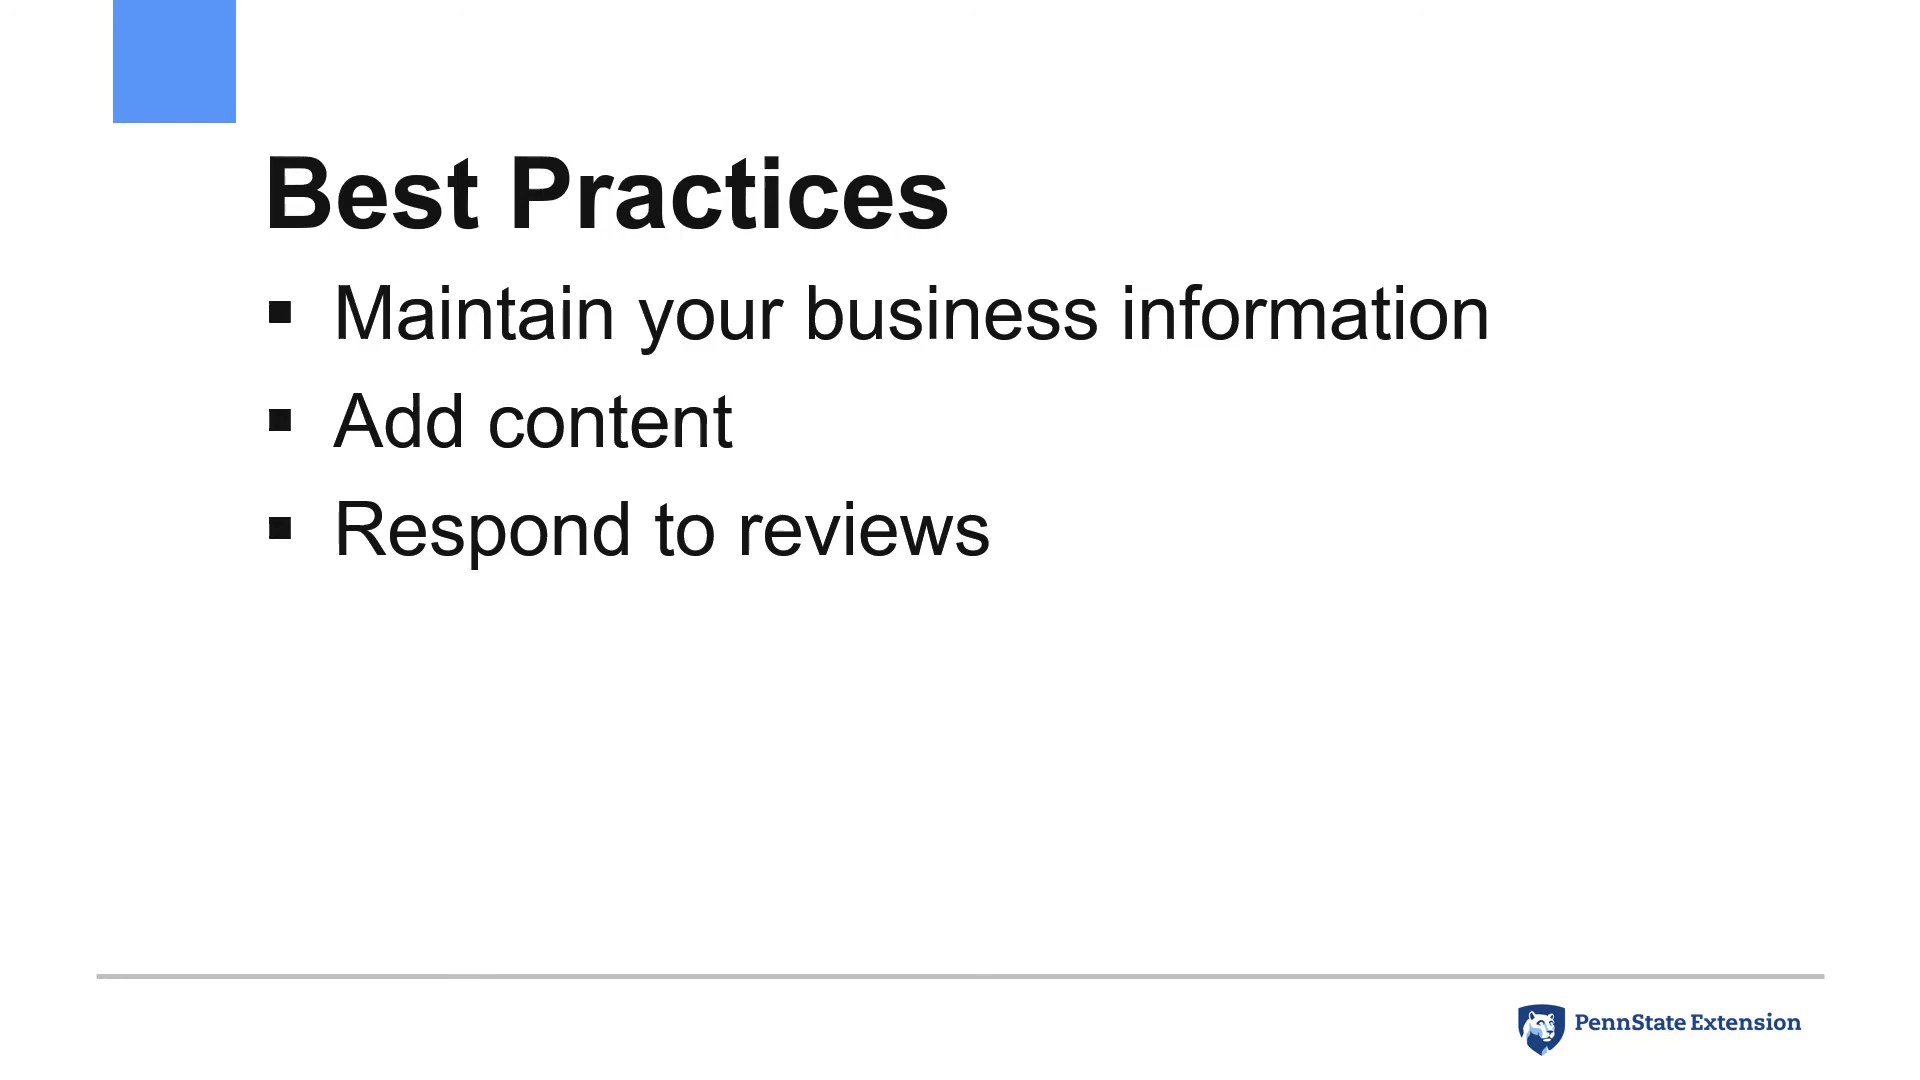 Best Practices
▪ Maintain your business information
▪ Add content
▪ Respond to reviews
PennState Extension